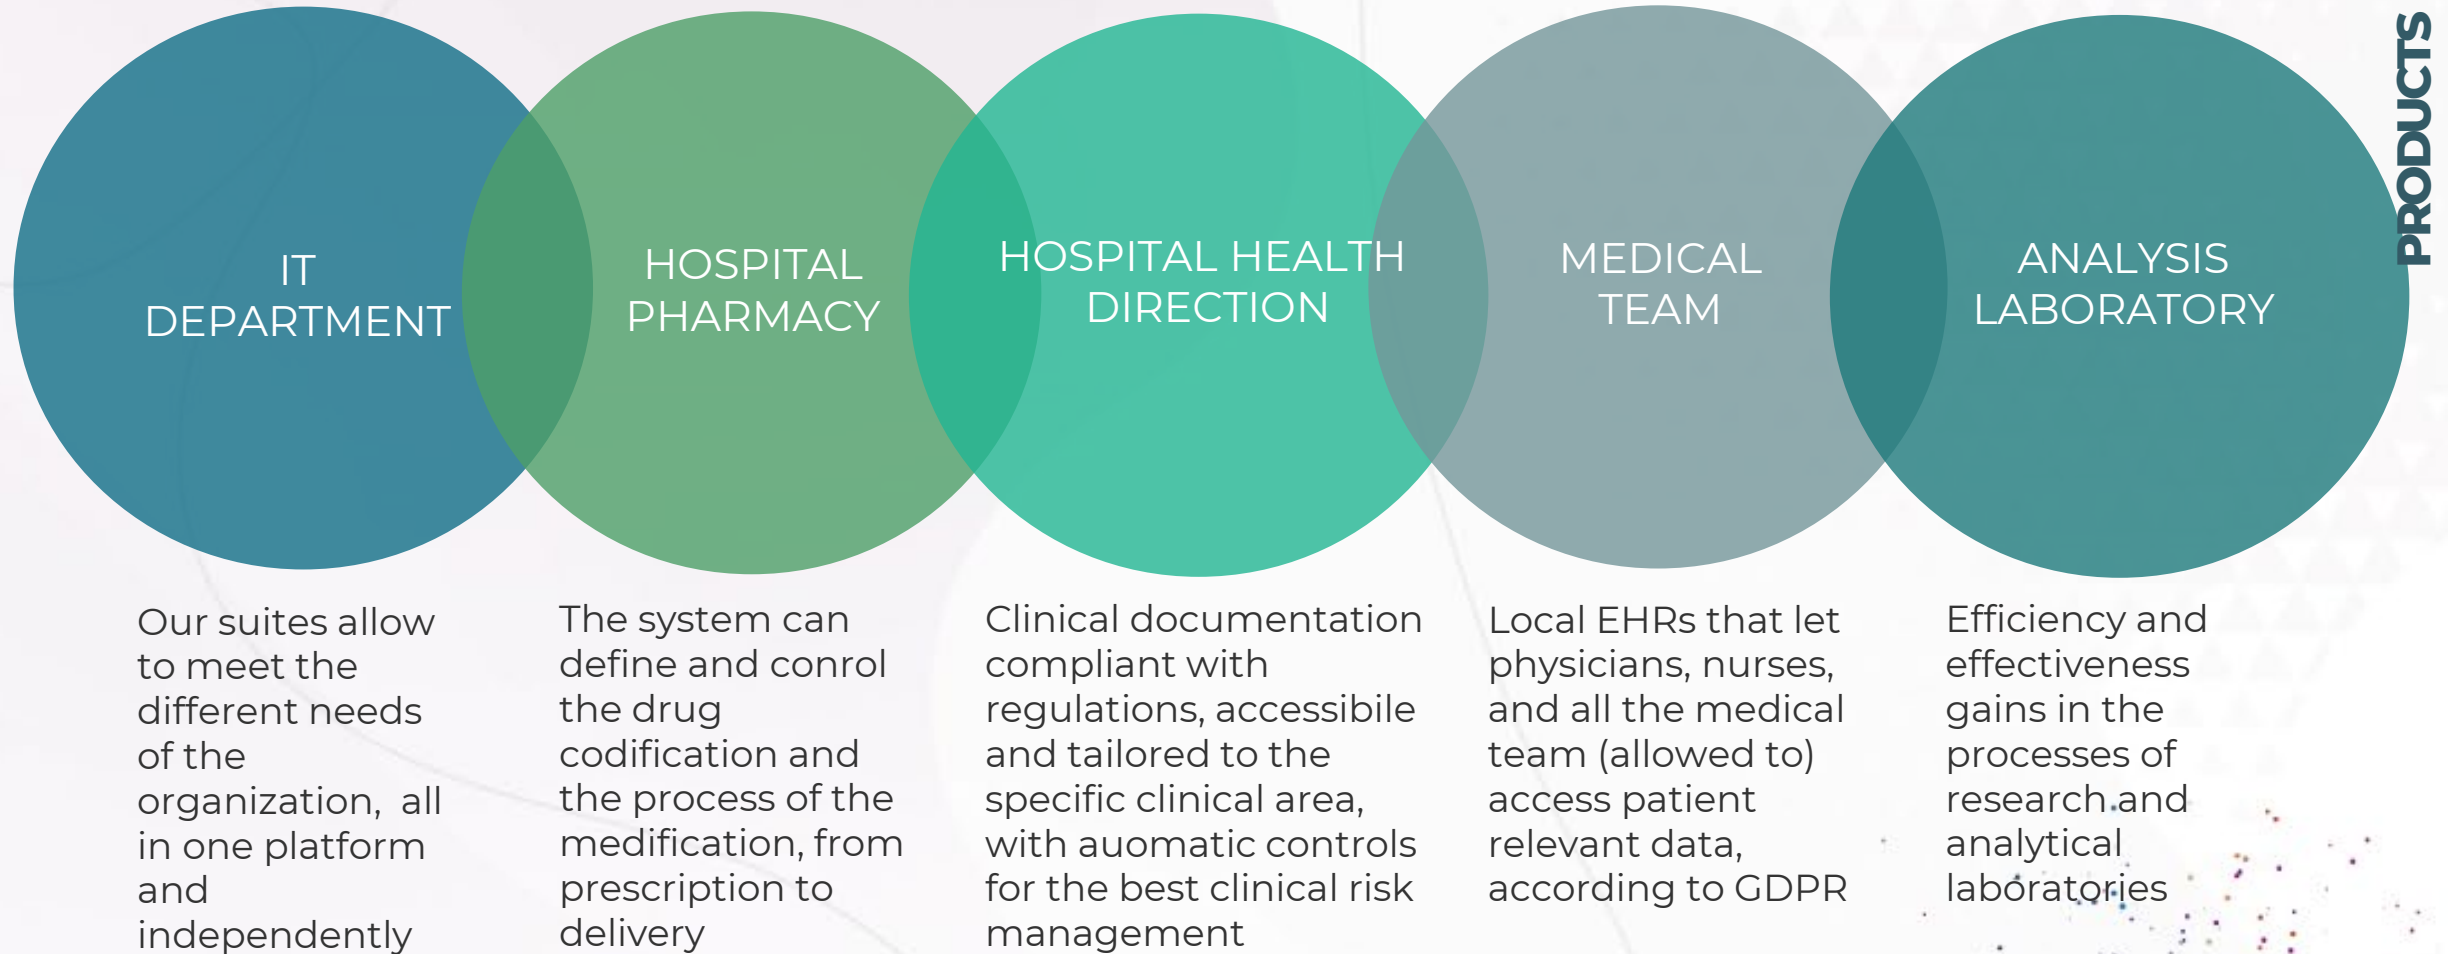 PRODUCTS
IT
DEPARTMENT
HOSPITAL
PHARMACY
HOSPITAL HEALTH
DIRECTION
MEDICAL
TEAM
ANALYSIS
LABORATORY
Our suites allow
to meet the
different needs
of the
organization,  all
in one platform
and
independently
The system can
define and conrol
the drug
codification and
the process of the
medification, from
prescription to
delivery
Clinical documentation
compliant with
regulations, accessibile
and tailored to the
specific clinical area,
with auomatic controls
for the best clinical risk
management
Local EHRs that let
physicians, nurses,
and all the medical
team (allowed to)
access patient
relevant data,
according to GDPR
Efficiency and
effectiveness
gains in the
processes of
research and
analytical
laboratories